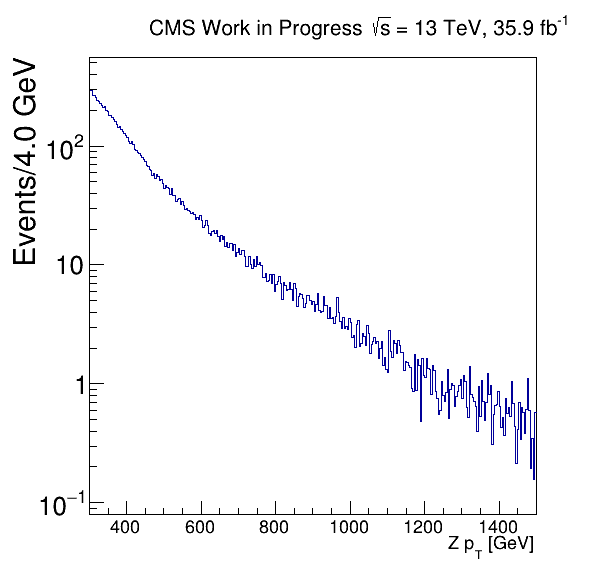 CMS Work in Progress √s = 13 TeV, 35.9 fb⁻¹
Events/4.0 GeV
10²
10
1
10⁻¹
400 600 800 1000 1200 1400
Z p_T [GeV]